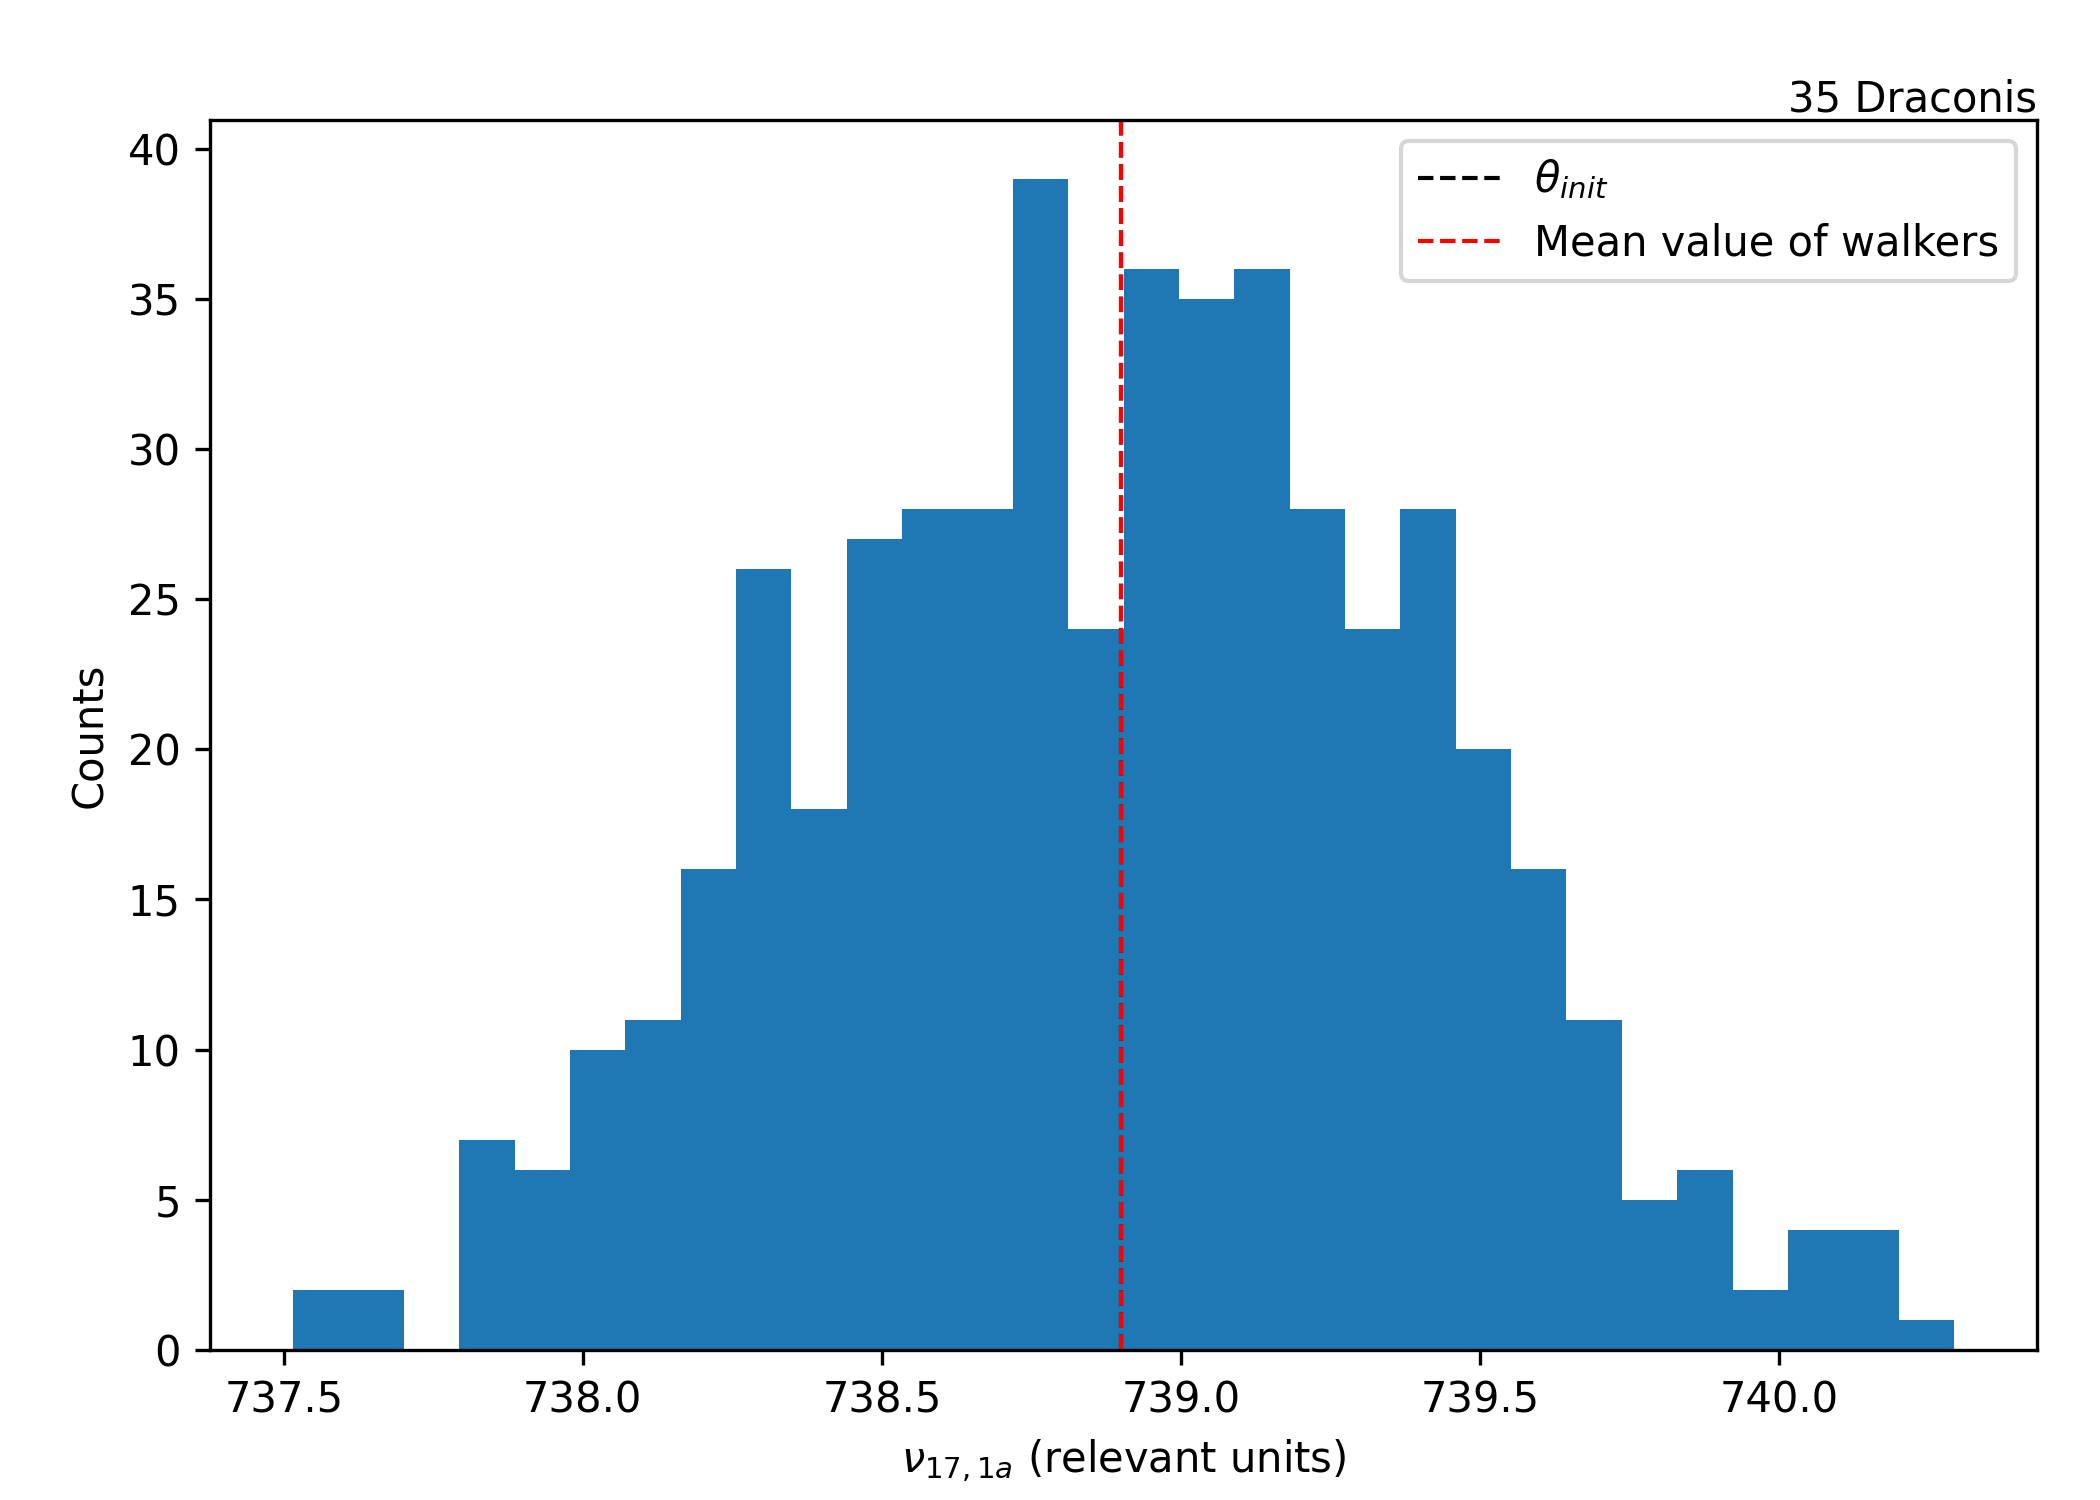 35 Draconis
40
35
30
25
20
15
10
5
0
Counts
θ_init
Mean value of walkers
737.5 738.0 738.5 739.0 739.5 740.0
ν_17,1a (relevant units)